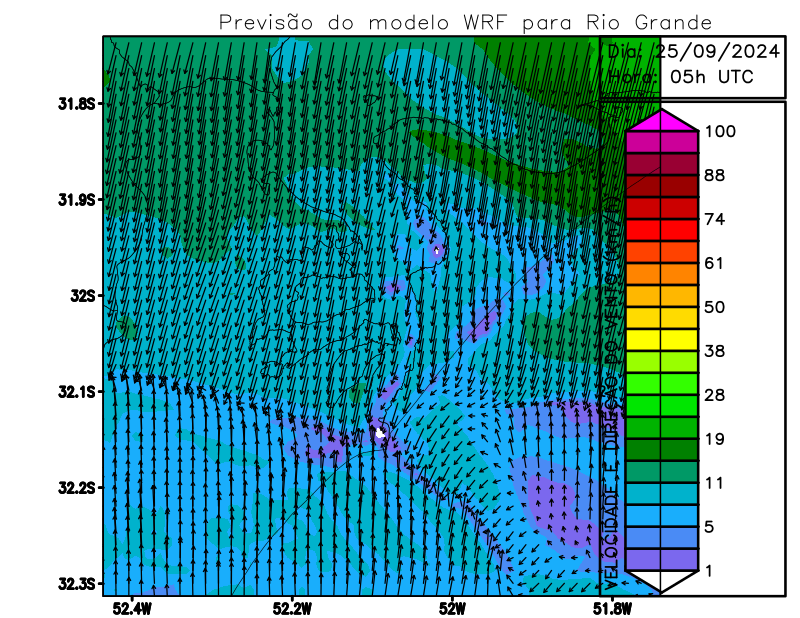 Previsão do modelo WRF para Rio Grande
Dia: 25/09/2024
Hora: 05h UTC
31.8S
31.9S
32S
32.1S
32.2S
32.3S
52.4W
52.2W
52W
51.8W
100
88
74
61
50
38
28
19
11
5
1
VELOCIDADE E DIREÇÃO DO VENTO